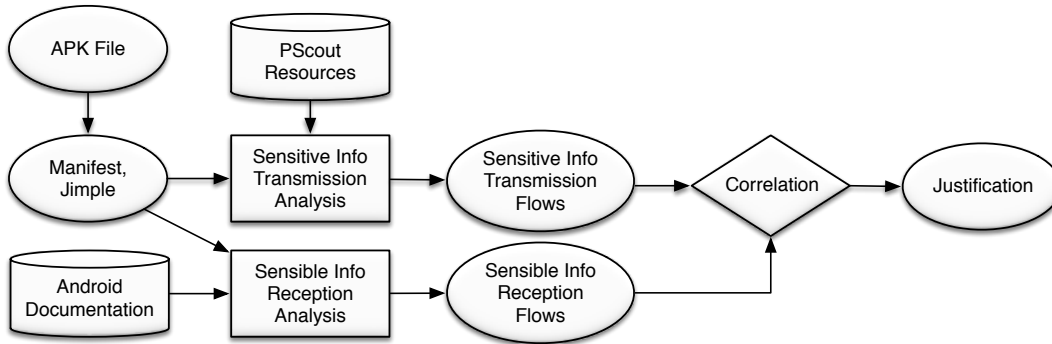 APK File
PScout
Resources
Manifest,
Jimple
Sensitive Info
Transmission
Analysis
Sensitive Info
Transmission
Flows
Correlation
Justification
Android
Documentation
Sensible Info
Reception
Analysis
Sensible Info
Reception
Flows